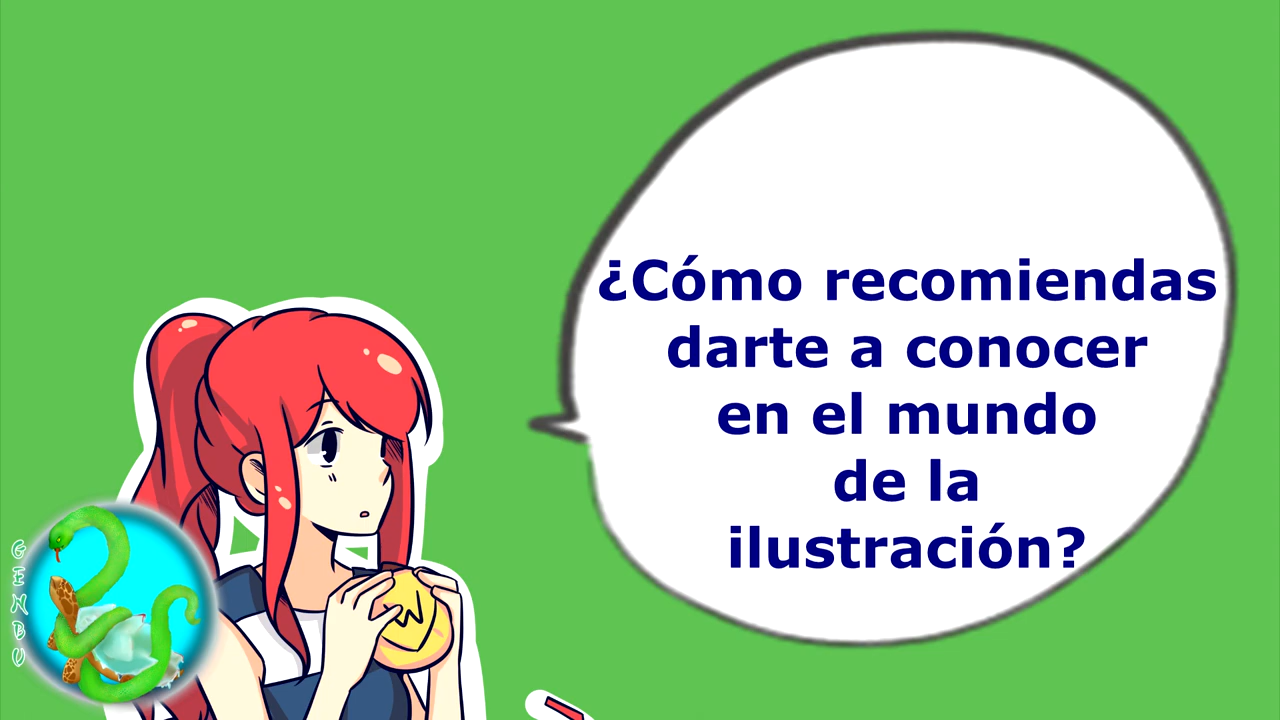 ¿Cómo recomiendas
darte a conocer
en el mundo
de la
ilustración?
GENBU